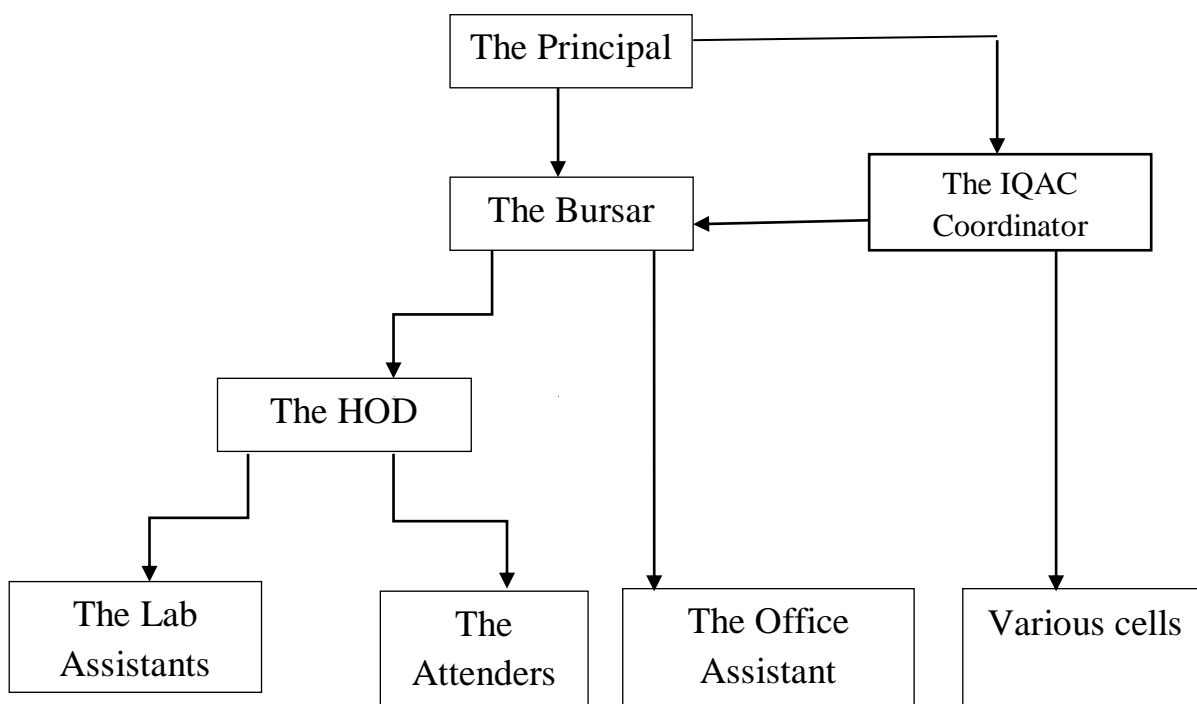 The Principal
The IQAC
Coordinator
The Bursar
The HOD
The Lab
Assistants
The
Attenders
The Office
Assistant
Various cells